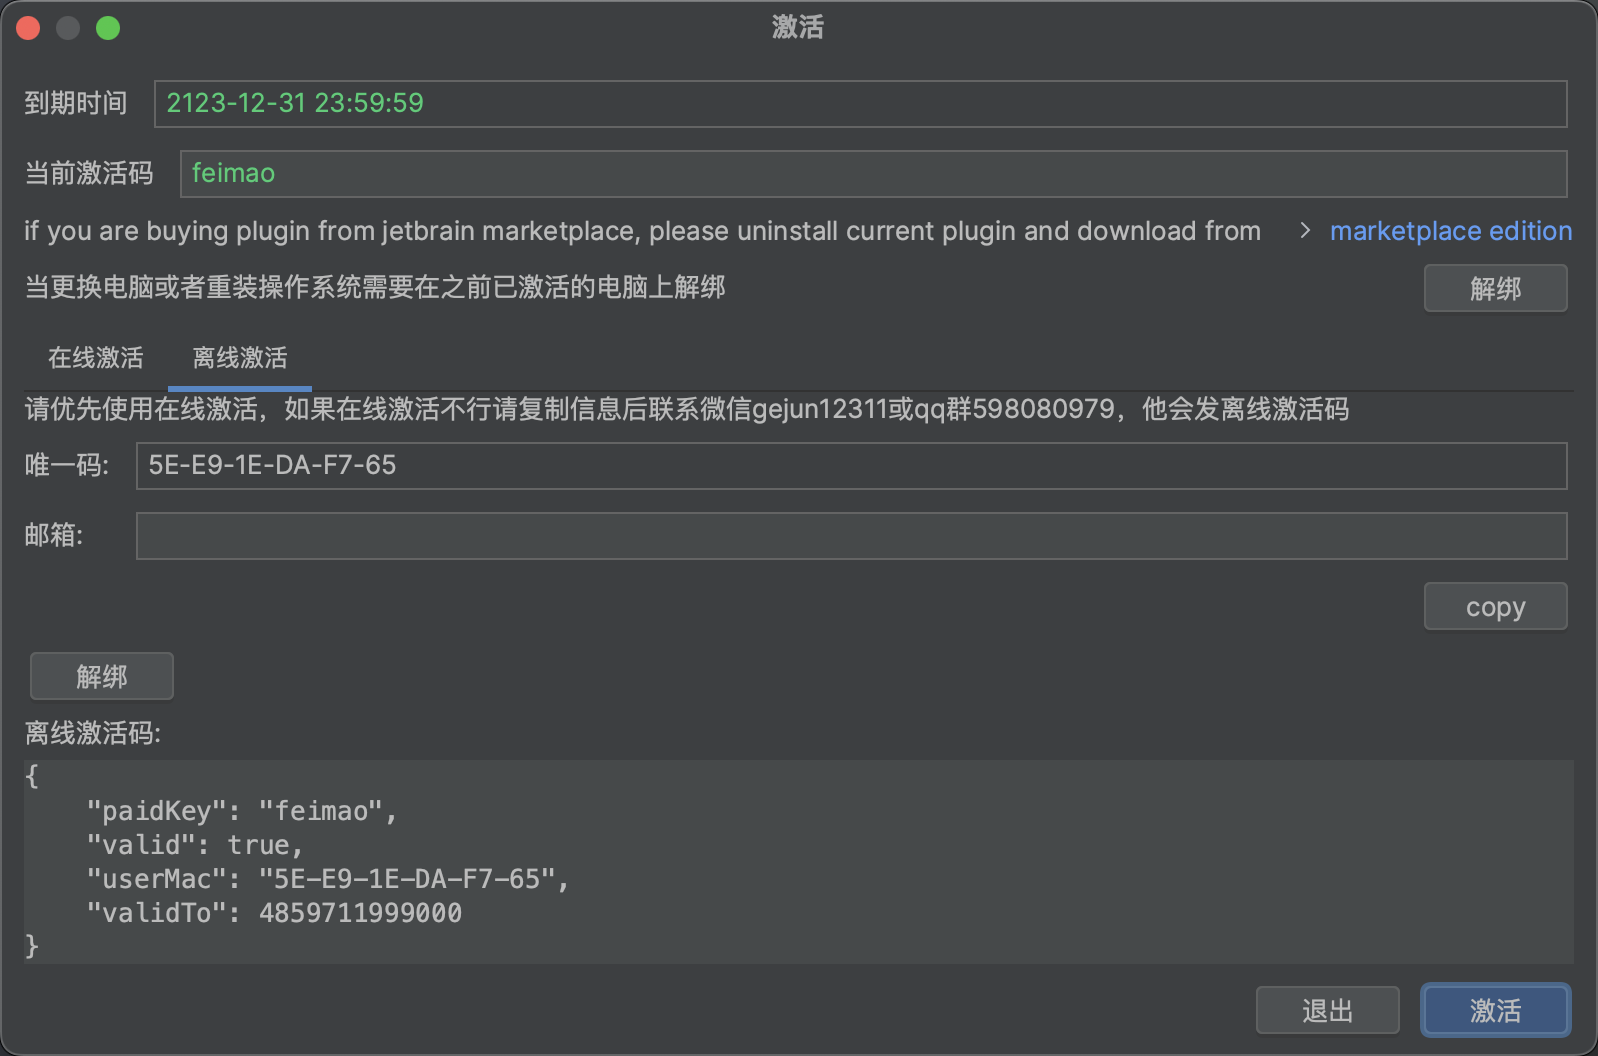 激活
到期时间 2123-12-31 23:59:59
当前激活码 feimao
if you are buying plugin from jetbrain marketplace, please uninstall current plugin and download from > marketplace edition
当更换电脑或者重装操作系统需要在之前已激活的电脑上解绑 解绑
在线激活 离线激活
请优先使用在线激活，如果在线激活不行请复制信息后联系微信gejun12311或qq群598080979，他会发离线激活码
唯一码: 5E-E9-1E-DA-F7-65
邮箱:
copy
解绑
离线激活码:
{
    "paidKey": "feimao",
    "valid": true,
    "userMac": "5E-E9-1E-DA-F7-65",
    "validTo": 4859711999000
}
退出 激活